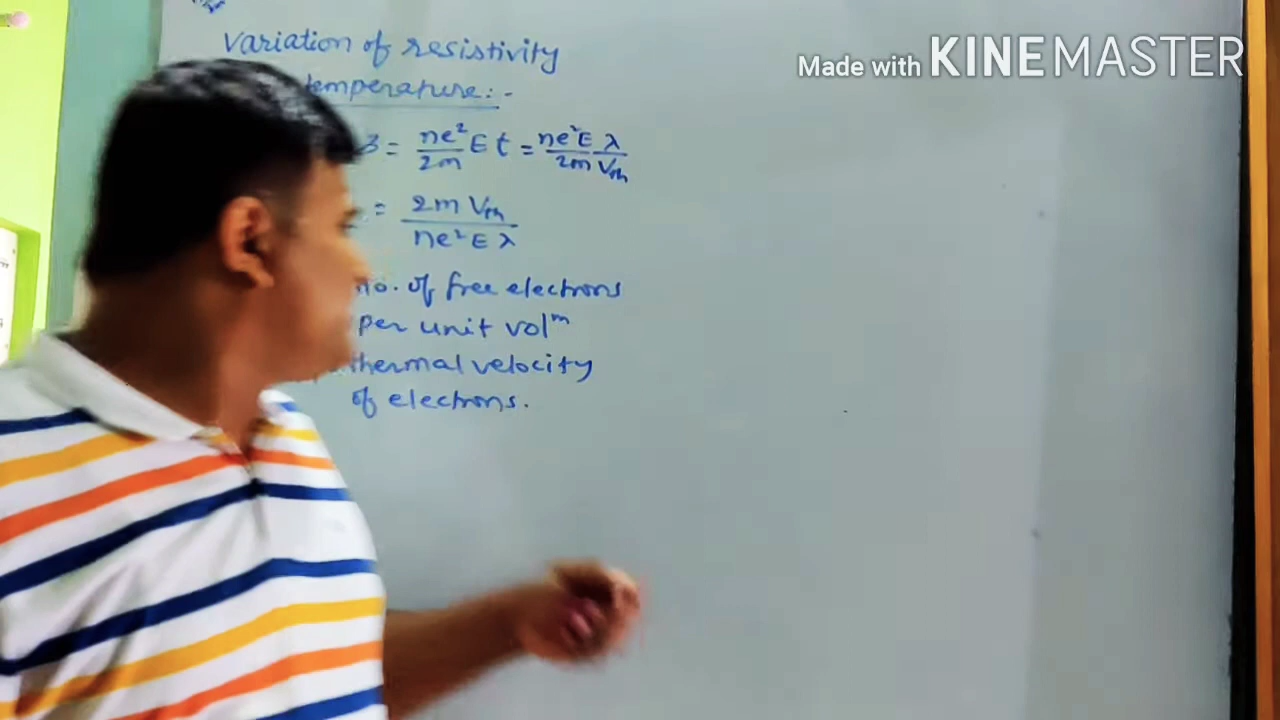 Variation of resistivity
temperature:-
= ne²/2m E t = ne²E/2m λ/Vth
= 2m Vth / ne²E λ
no. of free electrons
per unit volm
thermal velocity
of electrons.
Made with KINEMASTER